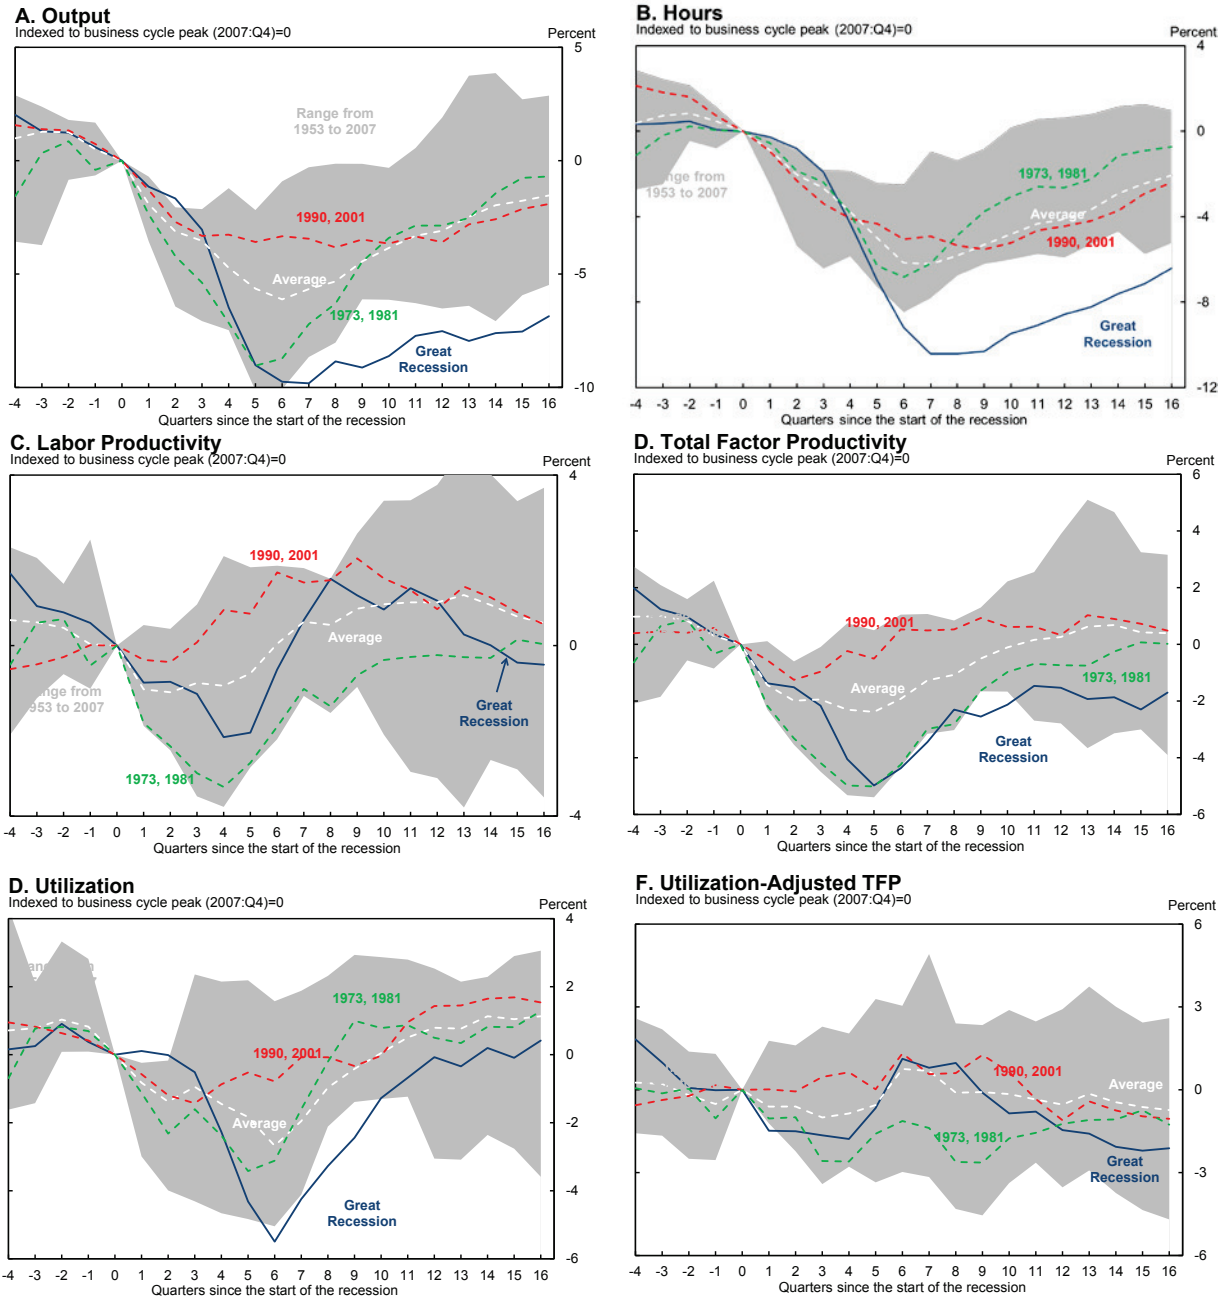 A. Output
Indexed to business cycle peak (2007:Q4)=0
Percent
5
0
-5
-10
Range from
1953 to 2007
1990, 2001
Average
1973, 1981
Great
Recession
-4 -3 -2 -1 0 1 2 3 4 5 6 7 8 9 10 11 12 13 14 15 16
Quarters since the start of the recession
B. Hours
Indexed to business cycle peak (2007:Q4)=0
Percent
4
0
-4
-8
-12
nge from
1953 to 2007
1973, 1981
Average
1990, 2001
Great
Recession
-4 -3 -2 -1 0 1 2 3 4 5 6 7 8 9 10 11 12 13 14 15 16
Quarters since the start of the recession
C. Labor Productivity
Indexed to business cycle peak (2007:Q4)=0
Percent
4
0
-4
1990, 2001
Average
nge from
953 to 2007
Great
Recession
1973, 1981
-4 -3 -2 -1 0 1 2 3 4 5 6 7 8 9 10 11 12 13 14 15 16
Quarters since the start of the recession
D. Total Factor Productivity
Indexed to business cycle peak (2007:Q4)=0
Percent
6
4
2
0
-2
-4
-6
1990, 2001
1973, 1981
Average
Great
Recession
-4 -3 -2 -1 0 1 2 3 4 5 6 7 8 9 10 11 12 13 14 15 16
Quarters since the start of the recession
D. Utilization
Indexed to business cycle peak (2007:Q4)=0
Percent
4
2
0
-2
-4
-6
1973, 1981
1990, 2001
Average
Great
Recession
-4 -3 -2 -1 0 1 2 3 4 5 6 7 8 9 10 11 12 13 14 15 16
Quarters since the start of the recession
F. Utilization-Adjusted TFP
Indexed to business cycle peak (2007:Q4)=0
Percent
6
3
0
-3
-6
1990, 2001
Average
1973, 1981
Great
Recession
-4 -3 -2 -1 0 1 2 3 4 5 6 7 8 9 10 11 12 13 14 15 16
Quarters since the start of the recession